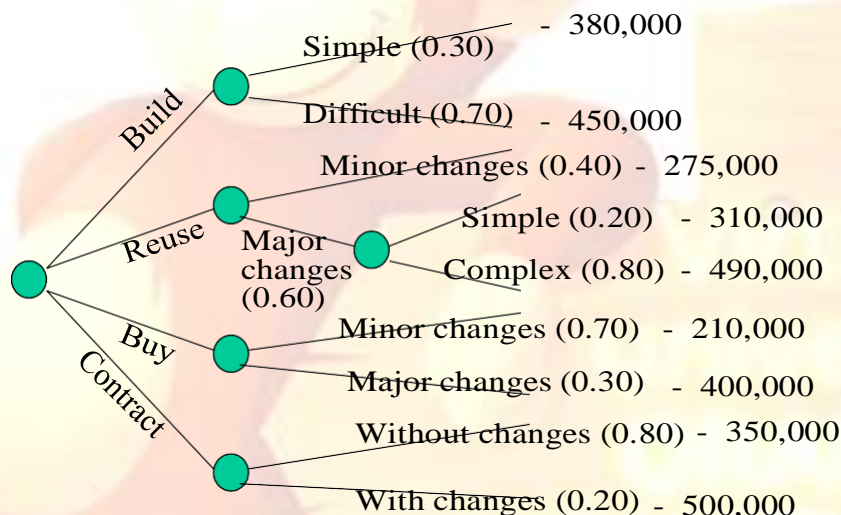 Simple (0.30) - 380,000
Build
Difficult (0.70) - 450,000
Minor changes (0.40) - 275,000
Reuse
Major
changes
(0.60)
Simple (0.20) - 310,000
Complex (0.80) - 490,000
Buy
Minor changes (0.70) - 210,000
Major changes (0.30) - 400,000
Contract
Without changes (0.80) - 350,000
With changes (0.20) - 500,000